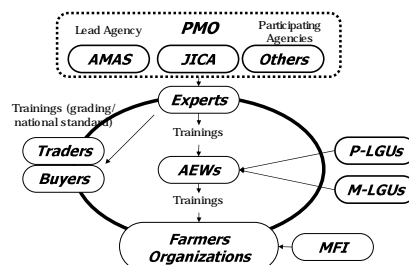 Lead Agency
PMO
Participating
Agencies
AMAS
JICA
Others
Experts
Trainings (grading/
national standard)
Trainings
Traders
Buyers
AEWs
P-LGUs
M-LGUs
Trainings
Farmers
Organizations
MFI